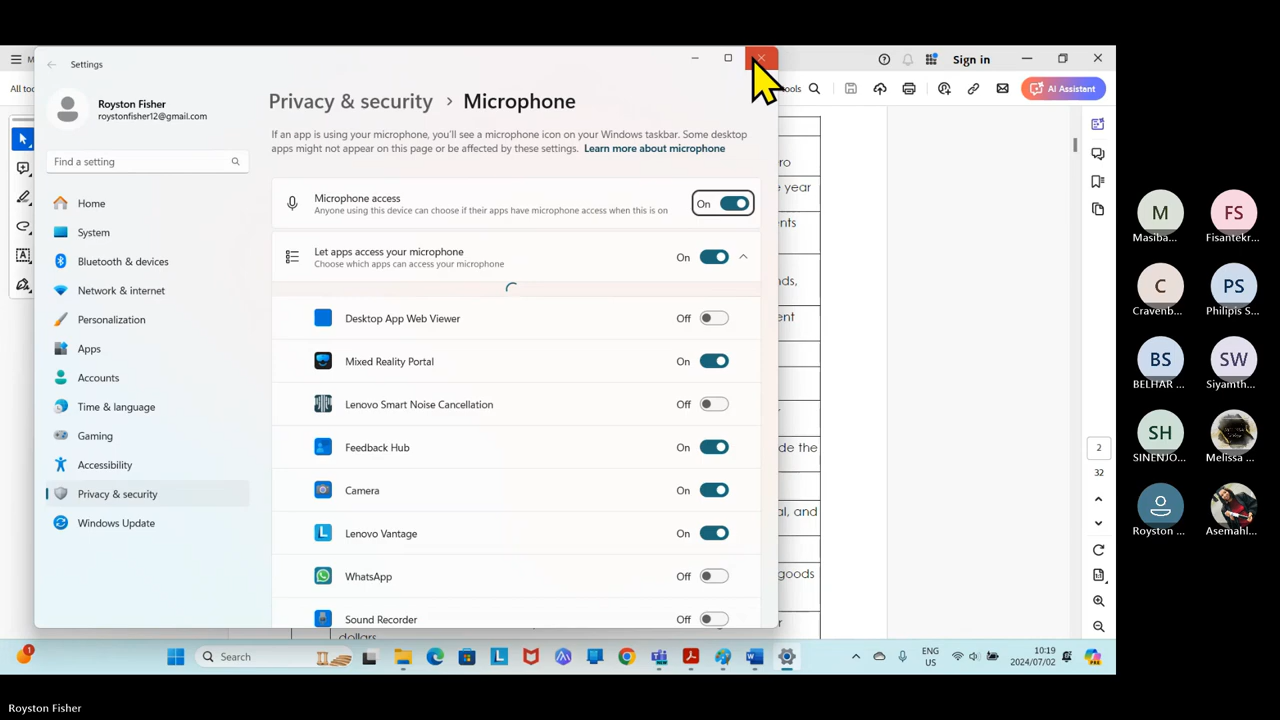 Settings
Sign in
All too
ools
AI Assistant
Royston Fisher
roystonfisher12@gmail.com
Find a setting
Home
System
Bluetooth & devices
Network & internet
Personalization
Apps
Accounts
Time & language
Gaming
Accessibility
Privacy & security
Windows Update
Privacy & security > Microphone
If an app is using your microphone, you'll see a microphone icon on your Windows taskbar. Some desktop
apps might not appear on this page or be affected by these settings. Learn more about microphone
Microphone access
Anyone using this device can choose if their apps have microphone access when this is on
On
Let apps access your microphone
Choose which apps can access your microphone
On
Desktop App Web Viewer Off
Mixed Reality Portal On
Lenovo Smart Noise Cancellation Off
Feedback Hub On
Camera On
Lenovo Vantage On
WhatsApp Off
Sound Recorder Off
ro
e year
nts
nds,
ent
de the
al, and
goods
dollars
2
32
Search
ENG
US
10:19
2024/07/02
M
Masiba...
FS
Fisantekr...
C
Cravenb...
PS
Philipis S...
BS
BELHAR ...
SW
Siyamth...
SH
SINENJO...
Melissa ...
Royston ...
Asemahl...
Royston Fisher